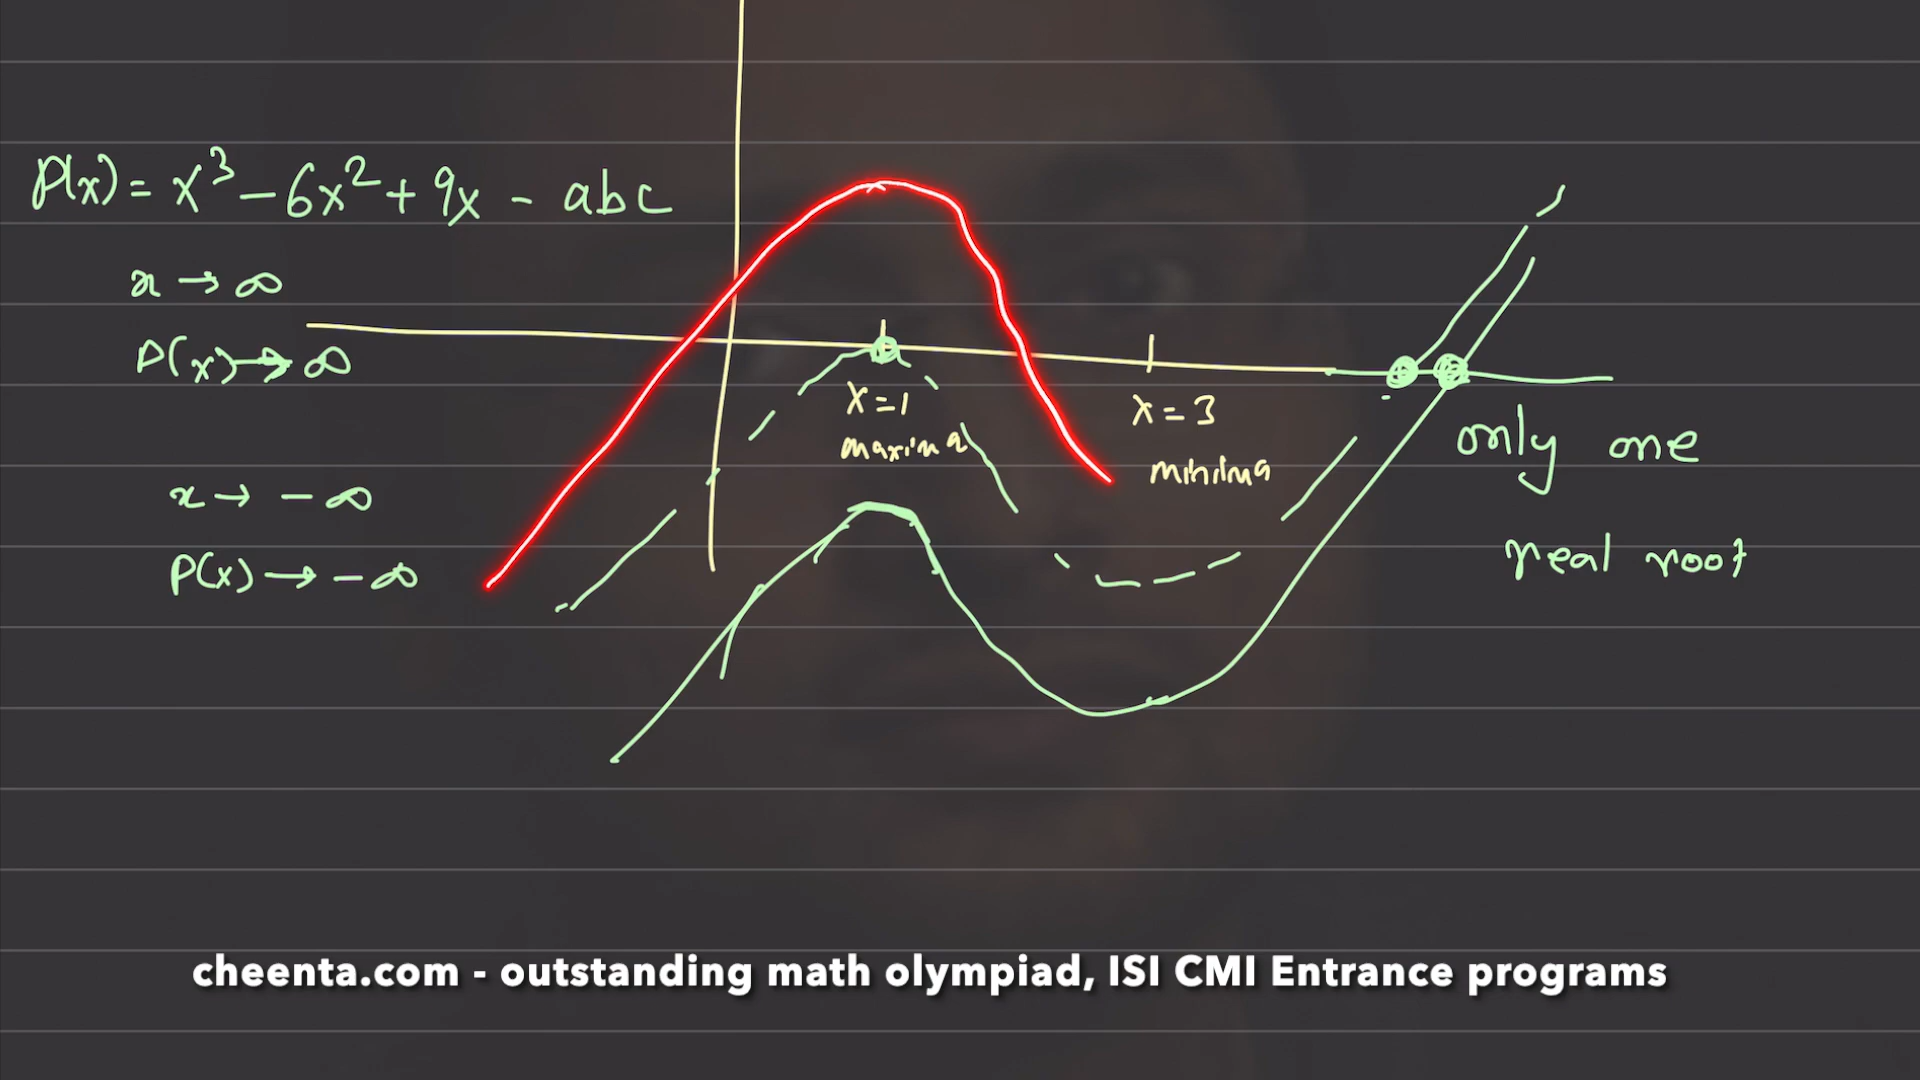 P(x) = x³ - 6x² + 9x - abc
x → ∞
P(x) → ∞
x = 1
maxima
x = 3
minima
only one
real root
x → - ∞
P(x) → - ∞
cheenta.com - outstanding math olympiad, ISI CMI Entrance programs